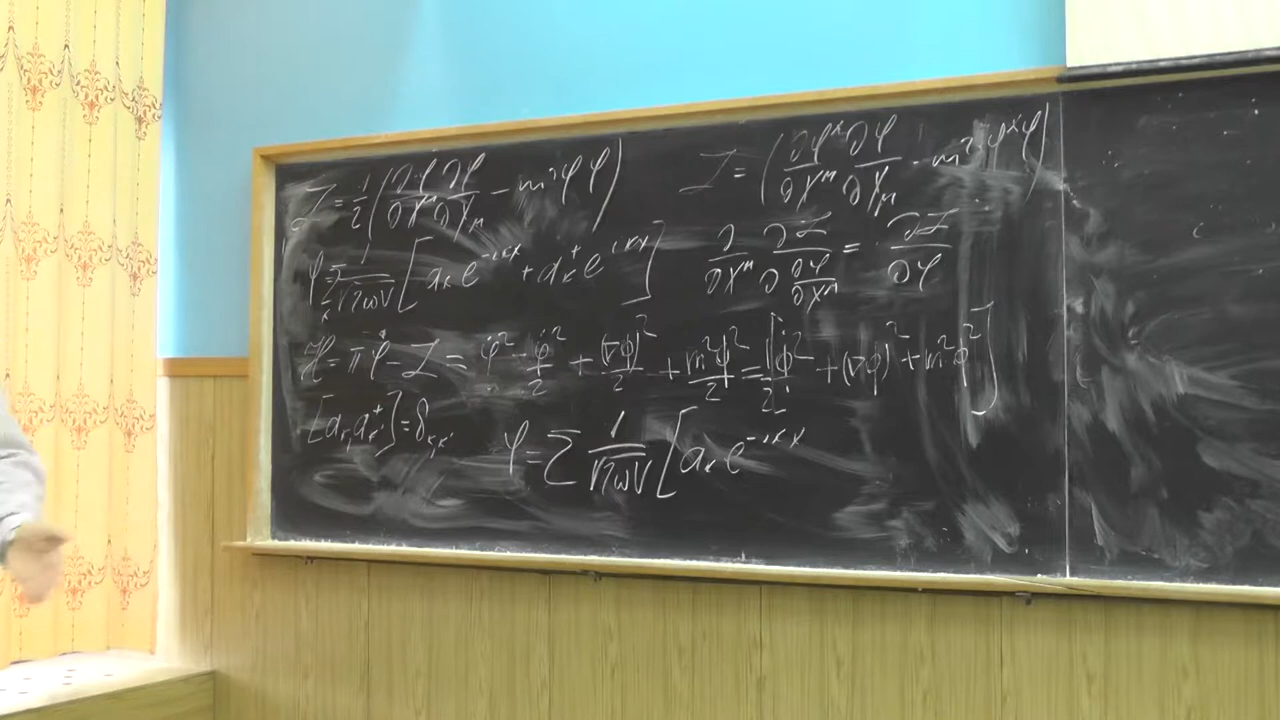 ℒ = 1/2 (∂φ/∂x^μ ∂φ/∂x_μ − m²φφ)
ℒ = (∂φ*/∂x^μ ∂φ/∂x_μ − m²φ*φ)
φ = Σ_k 1/√(2ωV) [a_k e^{−ikx} + a_k^+ e^{ikx}]
∂/∂x^μ ∂ℒ/∂(∂φ/∂x^μ) = ∂ℒ/∂φ
ℋ = πφ̇ − ℒ = φ̇² − φ̇²/2 + (∇φ)²/2 + m²φ²/2 = 1/2 [φ̇² + (∇φ)² + m²φ²]
[a_k, a_k'^+] = δ_{k,k'}
φ = Σ 1/√(2ωV) [a_k e^{−ikx}